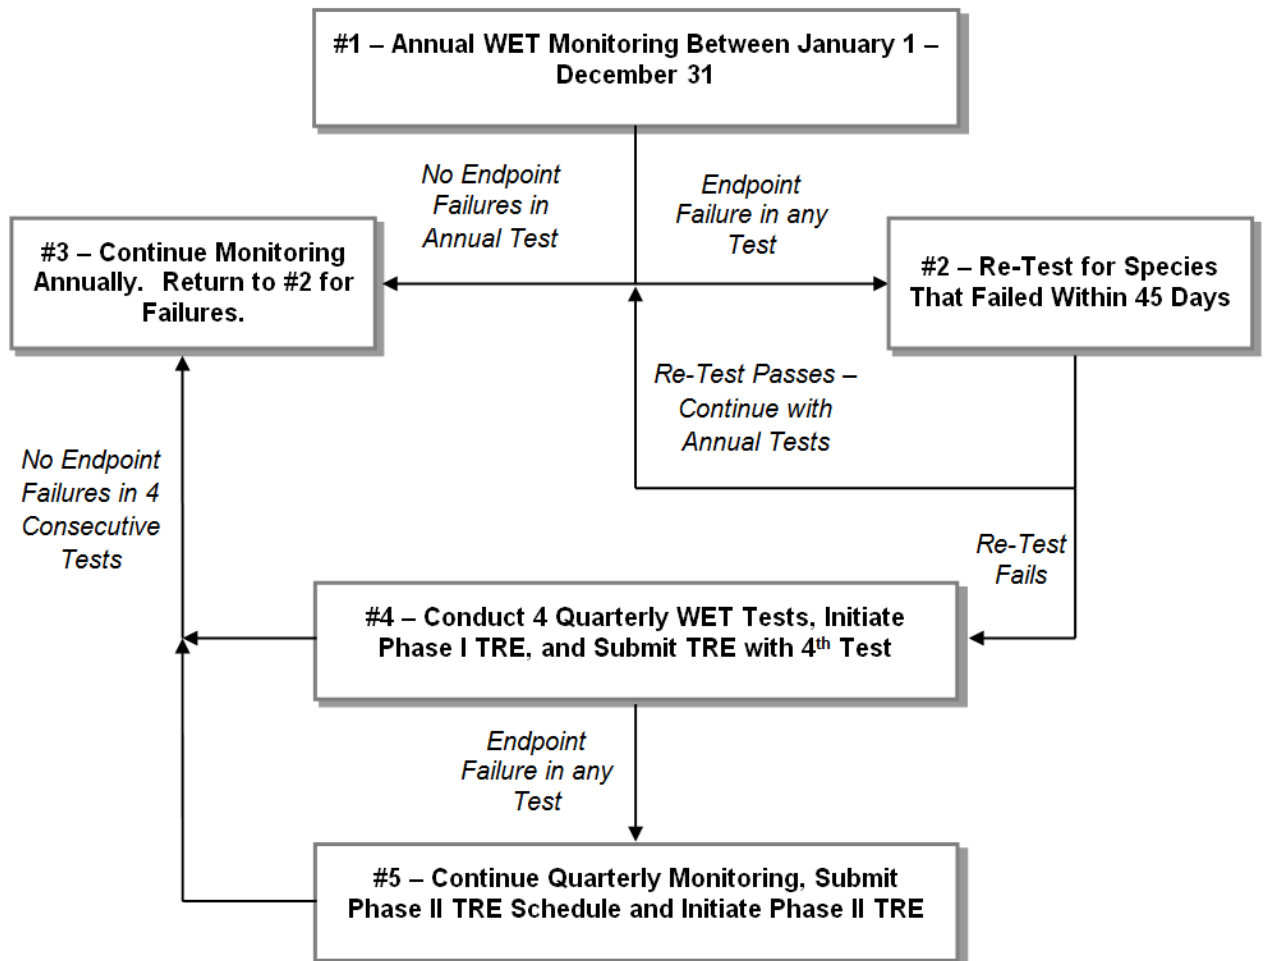 #1 – Annual WET Monitoring Between January 1 –
December 31
No Endpoint
Failures in
Annual Test
Endpoint
Failure in any
Test
#3 – Continue Monitoring
Annually. Return to #2 for
Failures.
#2 – Re-Test for Species
That Failed Within 45 Days
Re-Test Passes –
Continue with
Annual Tests
No Endpoint
Failures in 4
Consecutive
Tests
Re-Test
Fails
#4 – Conduct 4 Quarterly WET Tests, Initiate
Phase I TRE, and Submit TRE with 4th Test
Endpoint
Failure in any
Test
#5 – Continue Quarterly Monitoring, Submit
Phase II TRE Schedule and Initiate Phase II TRE